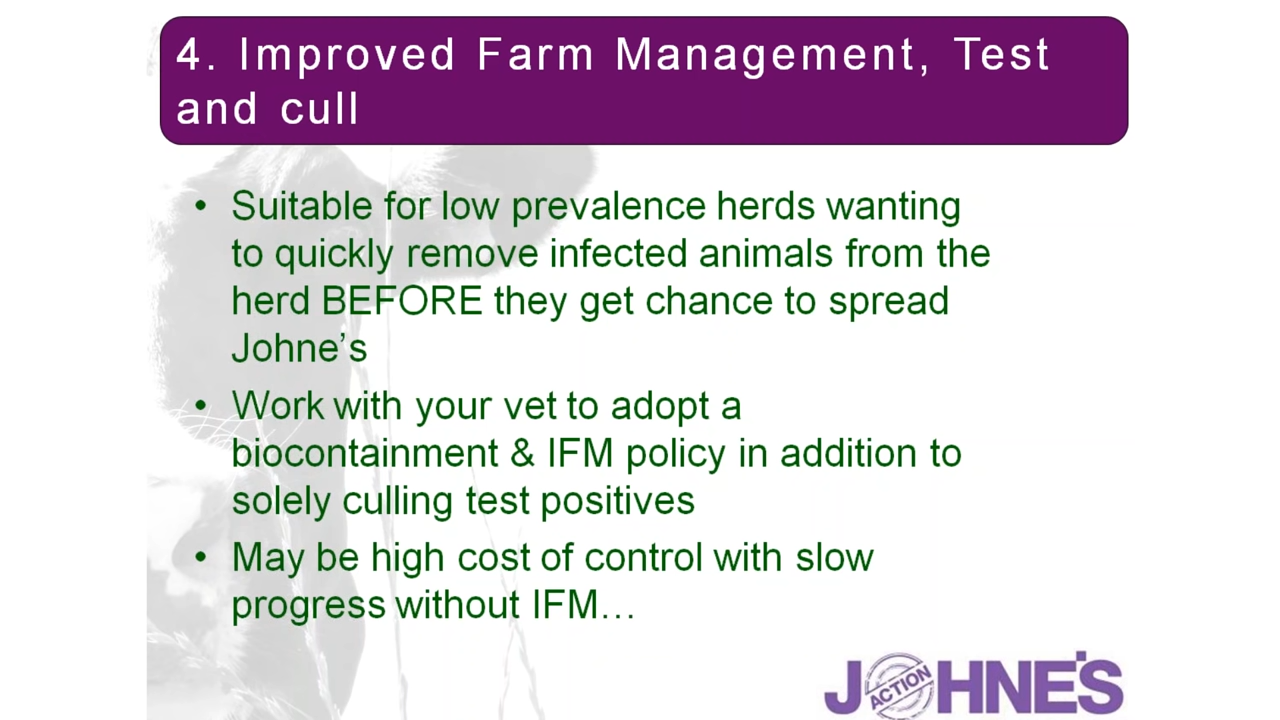 4. Improved Farm Management, Test
and cull
• Suitable for low prevalence herds wanting
to quickly remove infected animals from the
herd BEFORE they get chance to spread
Johne’s
• Work with your vet to adopt a
biocontainment & IFM policy in addition to
solely culling test positives
• May be high cost of control with slow
progress without IFM…
JOHNE'S
ACTION